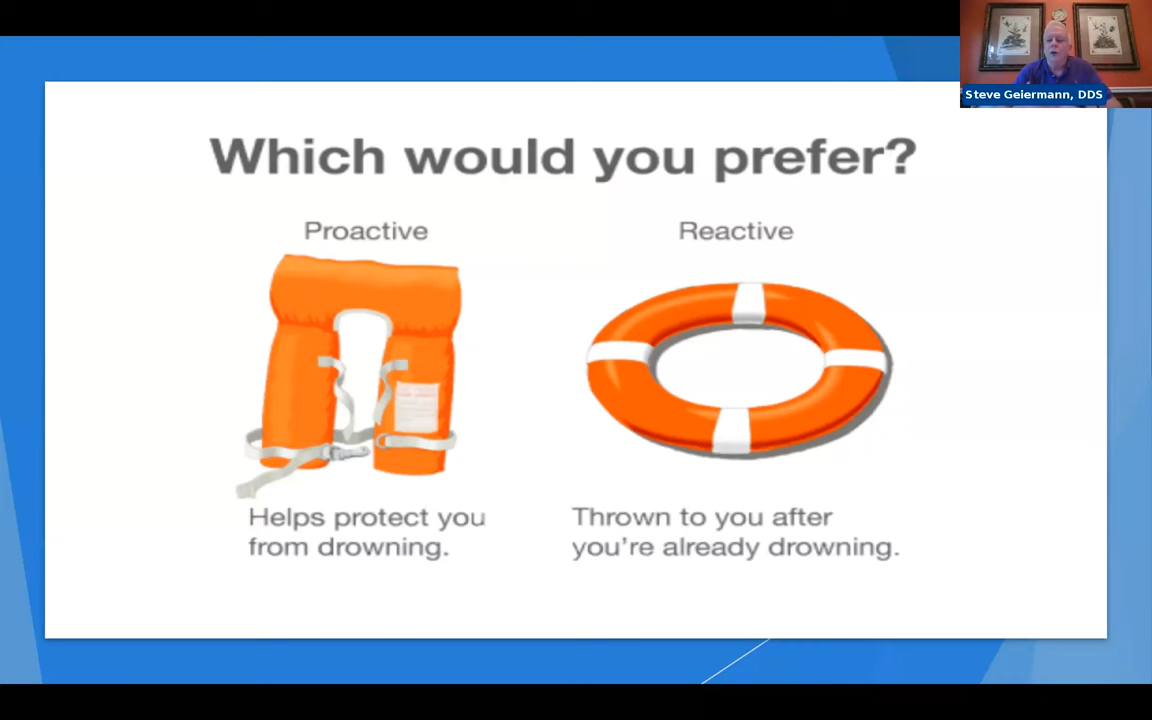 Steve Geiermann, DDS
Which would you prefer?
Proactive
Reactive
Helps protect you
from drowning.
Thrown to you after
you're already drowning.